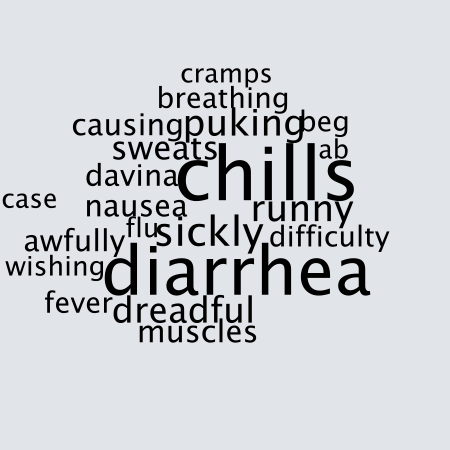 cramps
breathing
causing puking beg
sweats chills ab
davina
case nausea runny
flu sickly difficulty
awfully
wishing diarrhea
fever dreadful
muscles